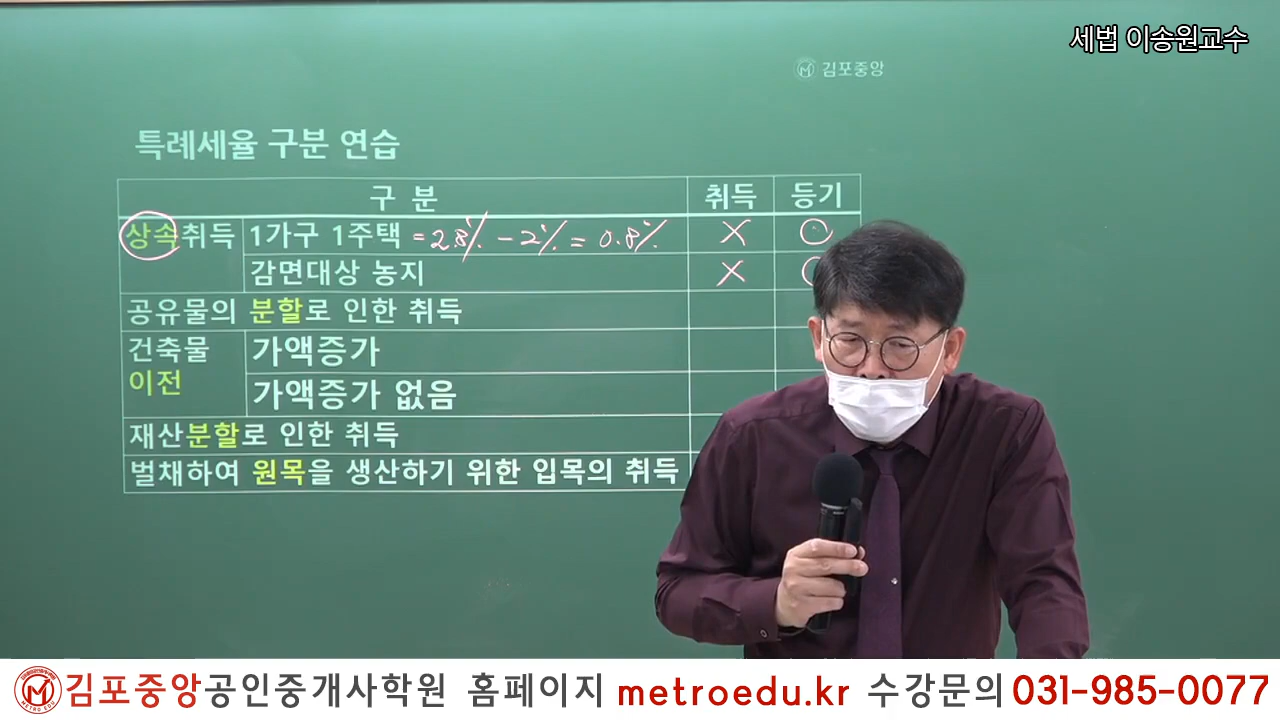 세법 이송원교수
김포중앙
특례세율 구분 연습
구 분 취득 등기
상속취득 1가구 1주택 = 2.8% - 2% = 0.8% X O
감면대상 농지 X
공유물의 분할로 인한 취득
건축물 가액증가
이전
가액증가 없음
재산분할로 인한 취득
벌채하여 원목을 생산하기 위한 입목의 취득
김포중앙공인중개사학원 홈페이지 metroedu.kr 수강문의 031-985-0077